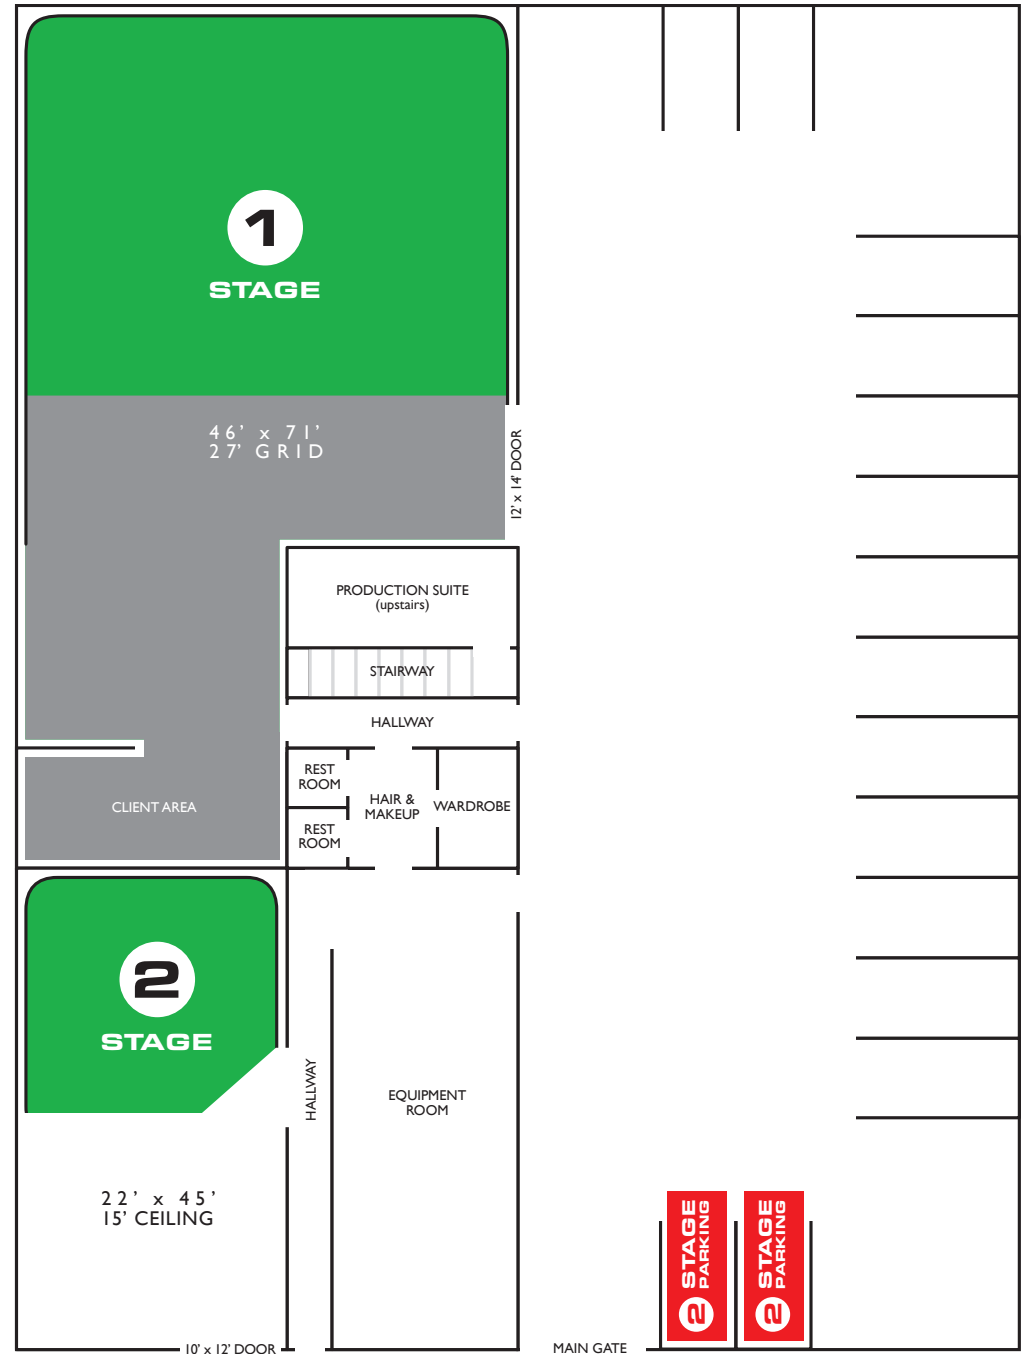 1
STAGE
46' x 71'
27' GRID
12' x 14' DOOR
PRODUCTION SUITE
(upstairs)
STAIRWAY
HALLWAY
REST
ROOM
HAIR &
MAKEUP
WARDROBE
REST
ROOM
CLIENT AREA
2
STAGE
HALLWAY
EQUIPMENT
ROOM
22' x 45'
15' CEILING
2 STAGE
PARKING
2 STAGE
PARKING
10' x 12' DOOR
MAIN GATE